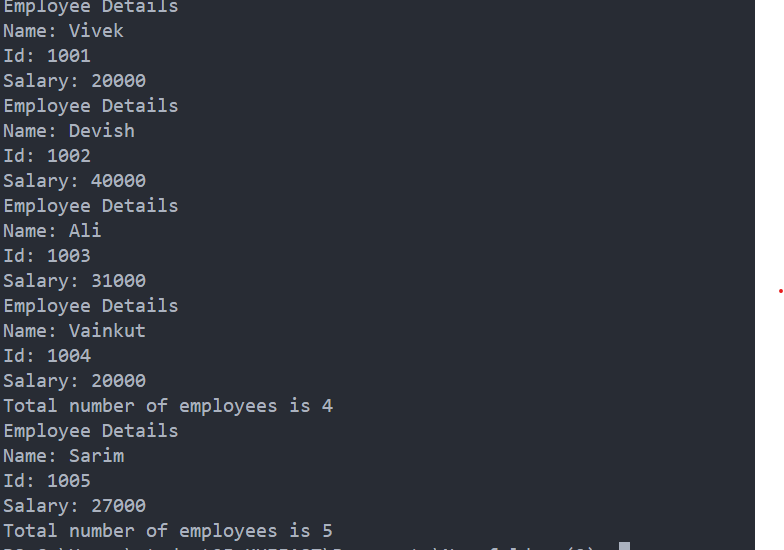 Employee Details
Name: Vivek
Id: 1001
Salary: 20000
Employee Details
Name: Devish
Id: 1002
Salary: 40000
Employee Details
Name: Ali
Id: 1003
Salary: 31000
Employee Details
Name: Vainkut
Id: 1004
Salary: 20000
Total number of employees is 4
Employee Details
Name: Sarim
Id: 1005
Salary: 27000
Total number of employees is 5